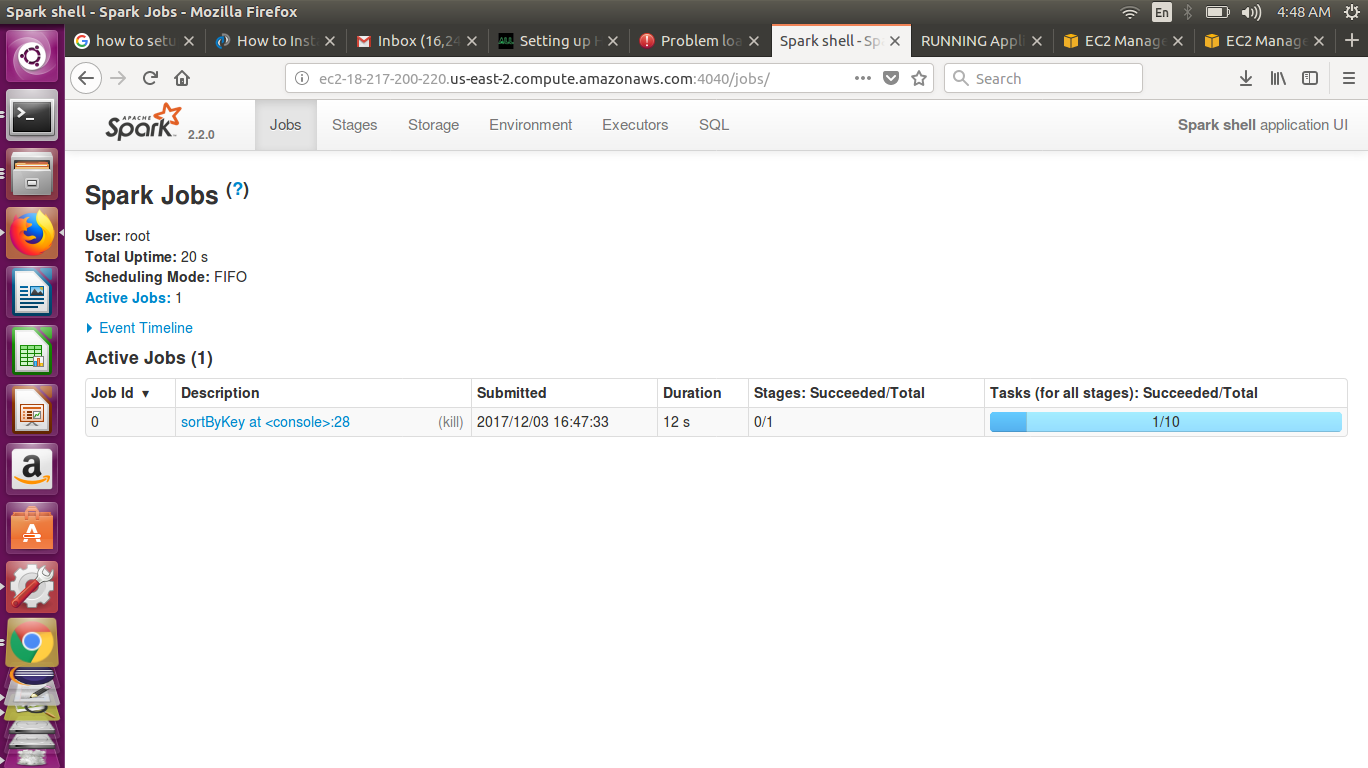 Spark shell - Spark Jobs - Mozilla Firefox
En
4:48 AM
how to setu
How to Inst
Inbox (16,24
Setting up H
Problem loa
Spark shell - Sp
RUNNING Appl
EC2 Manage
EC2 Manage
ec2-18-217-200-220.us-east-2.compute.amazonaws.com:4040/jobs/
Search
APACHE
Spark 2.2.0
Jobs
Stages
Storage
Environment
Executors
SQL
Spark shell application UI
Spark Jobs (?)
User: root
Total Uptime: 20 s
Scheduling Mode: FIFO
Active Jobs: 1
Event Timeline
Active Jobs (1)
Job Id ▾ Description Submitted Duration Stages: Succeeded/Total Tasks (for all stages): Succeeded/Total
0 sortByKey at <console>:28 (kill) 2017/12/03 16:47:33 12 s 0/1 1/10